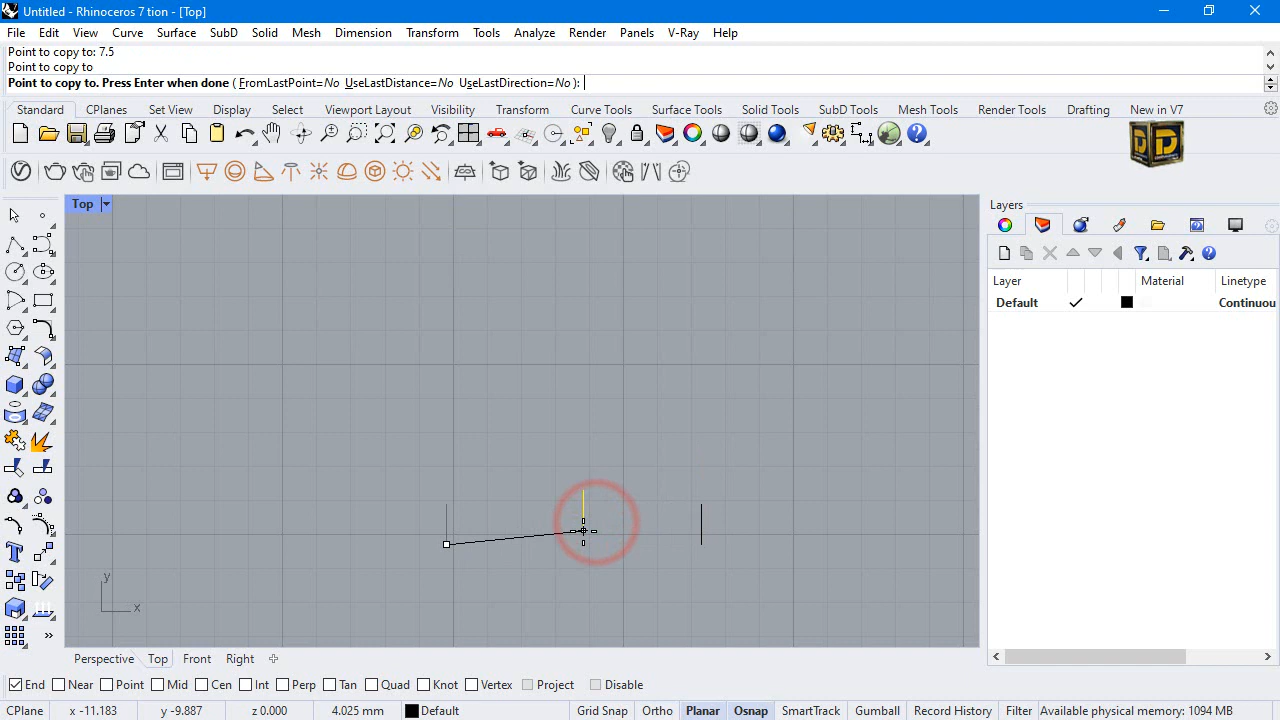 Untitled - Rhinoceros 7 tion - [Top]
File Edit View Curve Surface SubD Solid Mesh Dimension Transform Tools Analyze Render Panels V-Ray Help
Point to copy to: 7.5
Point to copy to
Point to copy to. Press Enter when done ( FromLastPoint=No UseLastDistance=No UseLastDirection=No ):
Standard CPlanes Set View Display Select Viewport Layout Visibility Transform Curve Tools Surface Tools Solid Tools SubD Tools Mesh Tools Render Tools Drafting New in V7
Top
Layers
Layer Material Linetype
Default Continuou
y
x
Perspective Top Front Right
End Near Point Mid Cen Int Perp Tan Quad Knot Vertex Project Disable
CPlane x -11.183 y -9.887 z 0.000 4.025 mm Default Grid Snap Ortho Planar Osnap SmartTrack Gumball Record History Filter Available physical memory: 1094 MB